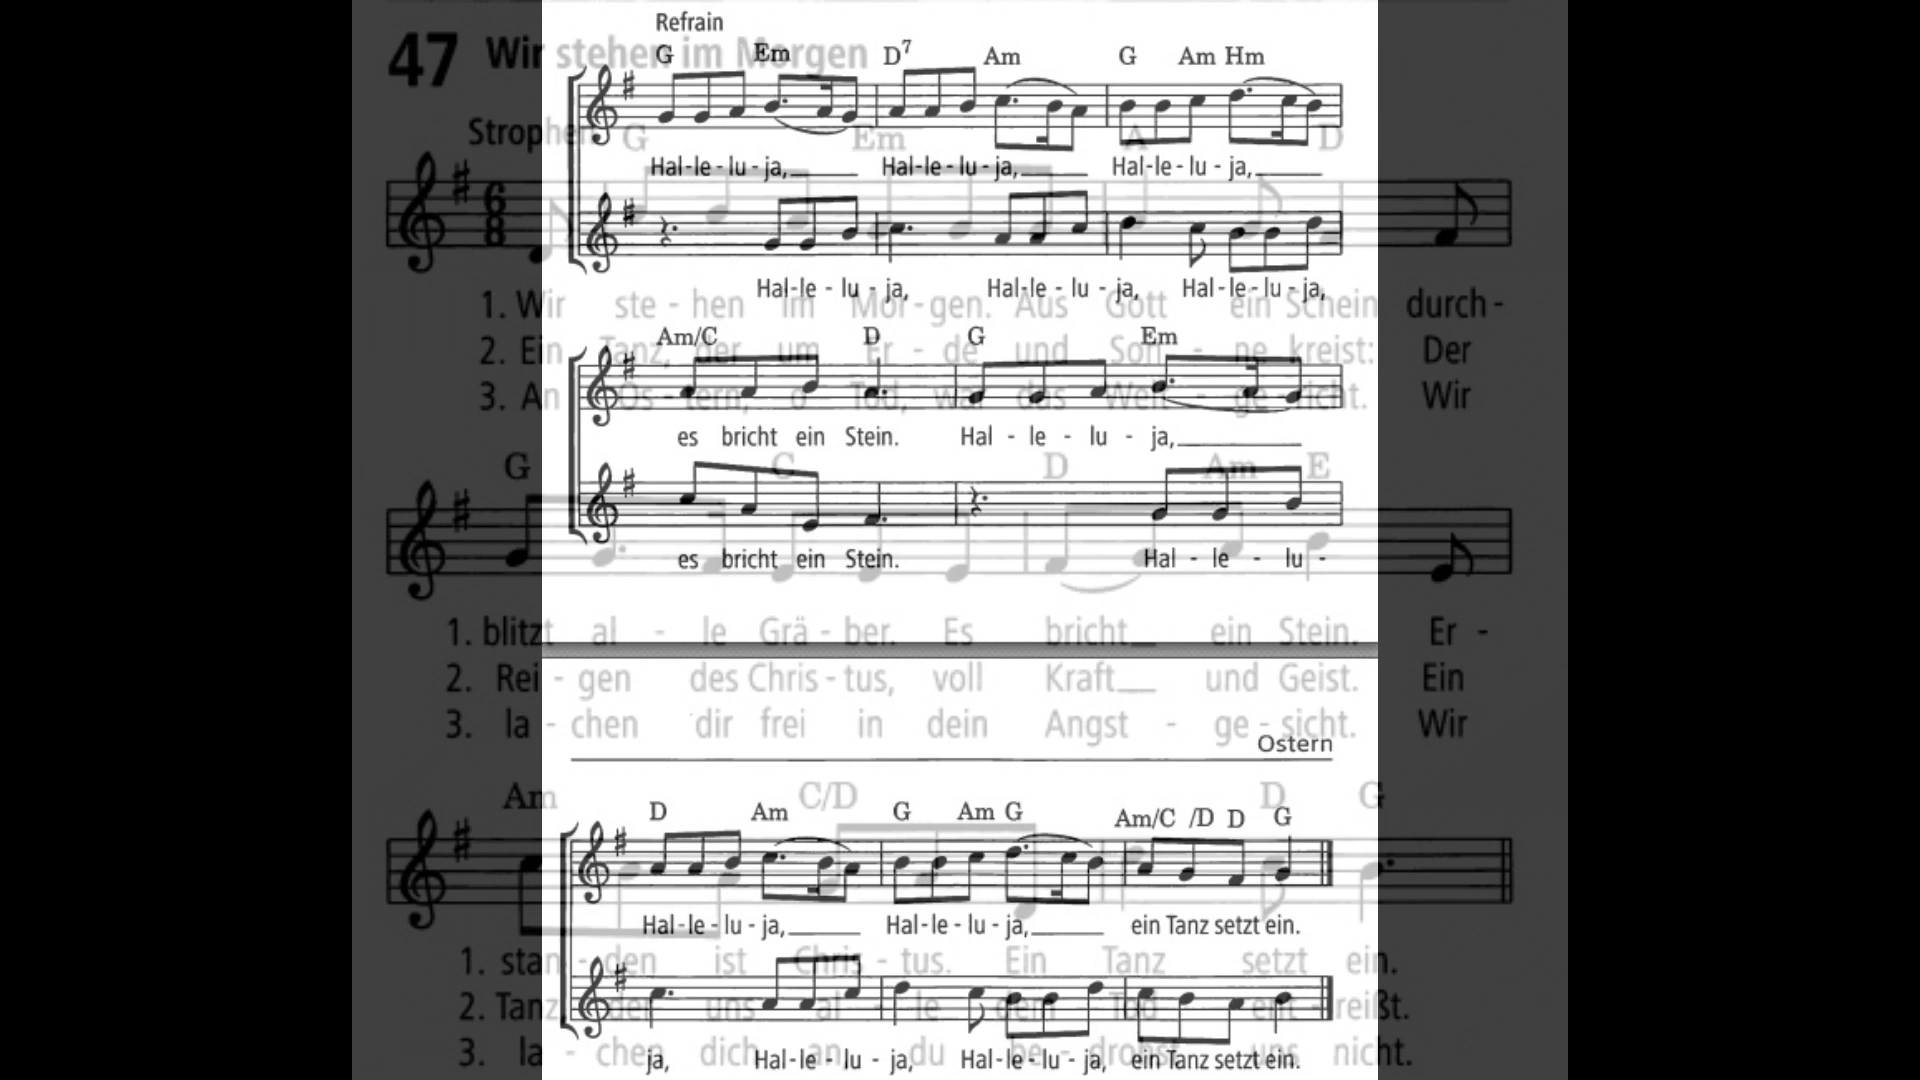 47 Wir stehen im Morgen
Refrain
G Em D7 Am G Am Hm
Strophen G Em A D
Hal-le-lu-ja, Hal-le-lu-ja, Hal-le-lu-ja,
Hal-le-lu-ja, Hal-le-lu-ja, Hal-le-lu-ja,
1. Wir ste-hen im Mor-gen. Aus Gott ein Schein durch-
2. Ein Tanz, der um Er-de und Son-ne kreist: Der
3. An Os-tern, o Tod, war das Welt-ge-richt. Wir
Am/C D G Em
es bricht ein Stein. Hal-le-lu-ja,
G C D Am E
es bricht ein Stein. Hal-le-lu-
1. blitzt al-le Grä-ber. Es bricht ein Stein. Er-
2. Rei-gen des Chris-tus, voll Kraft und Geist. Ein
3. la-chen dir frei in dein Angst-ge-sicht. Wir
Ostern
Am C/D D G
D Am G Am G Am/C /D D G
Hal-le-lu-ja, Hal-le-lu-ja, ein Tanz setzt ein.
1. stan-den ist Chris-tus. Ein Tanz setzt ein.
2. Tanz, der uns al-le dem Tod ent-reißt.
3. la-chen dich an, du be-drohst uns nicht.
ja, Hal-le-lu-ja, Hal-le-lu-ja, ein Tanz setzt ein.